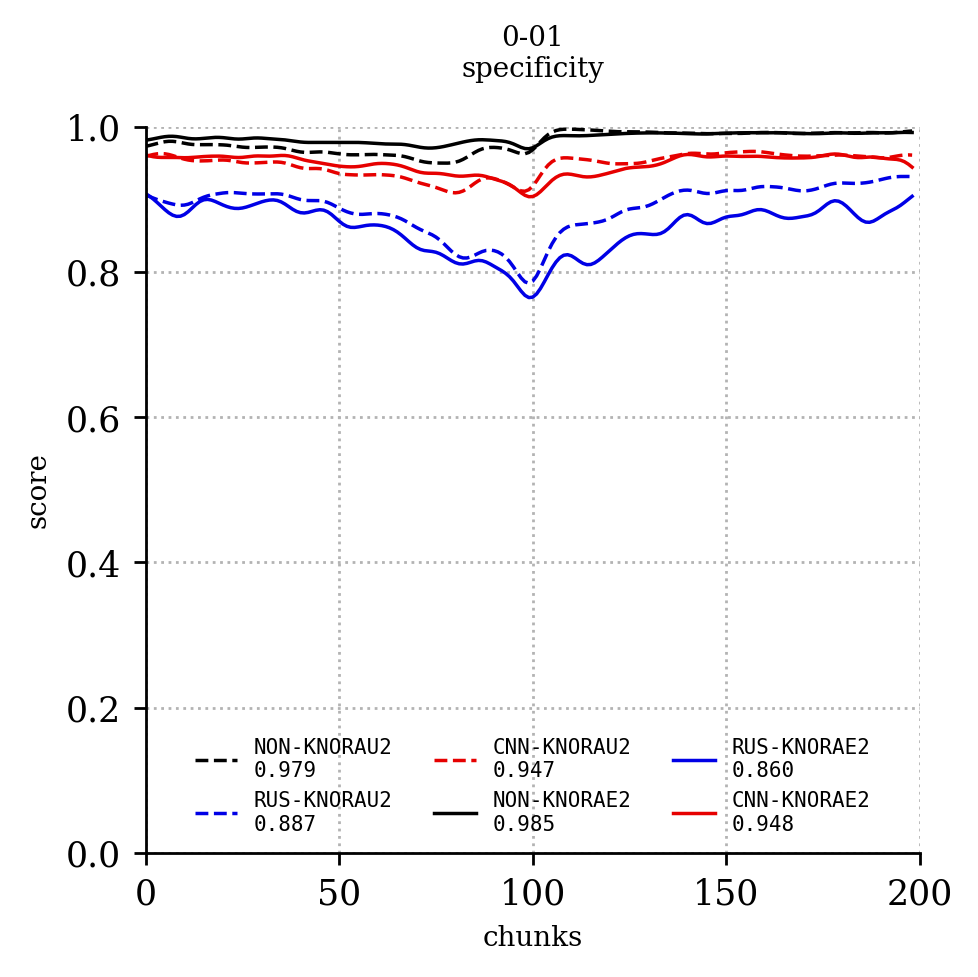 0-01
specificity
1.0
0.8
0.6
0.4
0.2
0.0
score
NON-KNORAU2
0.979
RUS-KNORAU2
0.887
CNN-KNORAU2
0.947
NON-KNORAE2
0.985
RUS-KNORAE2
0.860
CNN-KNORAE2
0.948
0 50 100 150 200
chunks